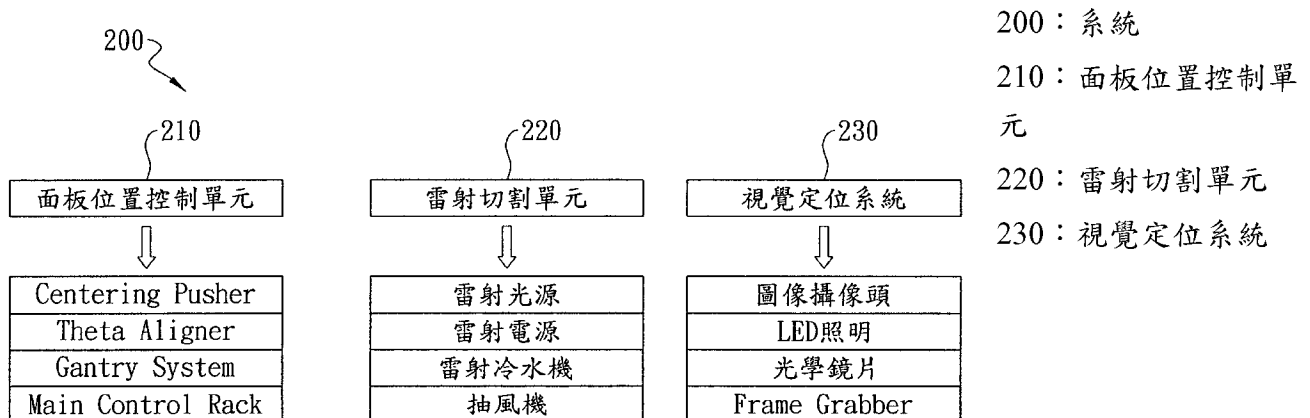 200
210
面板位置控制單元
Centering Pusher
Theta Aligner
Gantry System
Main Control Rack
220
雷射切割單元
雷射光源
雷射電源
雷射冷水機
抽風機
230
視覺定位系統
圖像攝像頭
LED照明
光學鏡片
Frame Grabber
200：系統
210：面板位置控制單
元
220：雷射切割單元
230：視覺定位系統